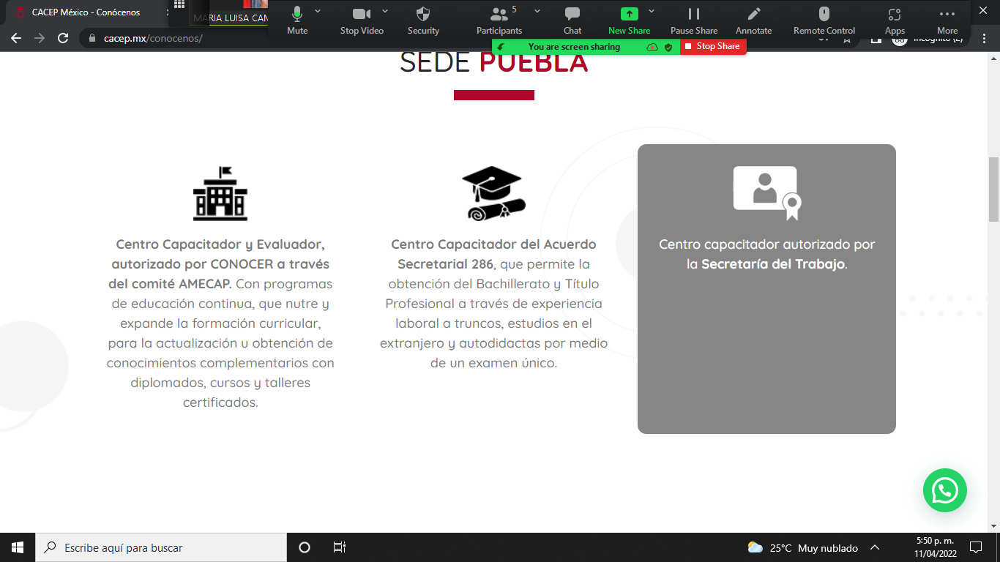 CACEP México - Conócenos
MARIA LUISA CAM
Mute
Stop Video
Security
Participants
5
Chat
New Share
Pause Share
Annotate
Remote Control
Apps
More
cacep.mx/conocenos/
You are screen sharing
Stop Share
Incógnito (2)
SEDE PUEBLA
Centro Capacitador y Evaluador,
autorizado por CONOCER a través
del comité AMECAP. Con programas
de educación continua, que nutre y
expande la formación curricular,
para la actualización u obtención de
conocimientos complementarios con
diplomados, cursos y talleres
certificados.
Centro Capacitador del Acuerdo
Secretarial 286, que permite la
obtención del Bachillerato y Título
Profesional a través de experiencia
laboral a truncos, estudios en el
extranjero y autodidactas por medio
de un examen único.
Centro capacitador autorizado por
la Secretaría del Trabajo.
Escribe aquí para buscar
25°C Muy nublado
5:50 p. m.
11/04/2022